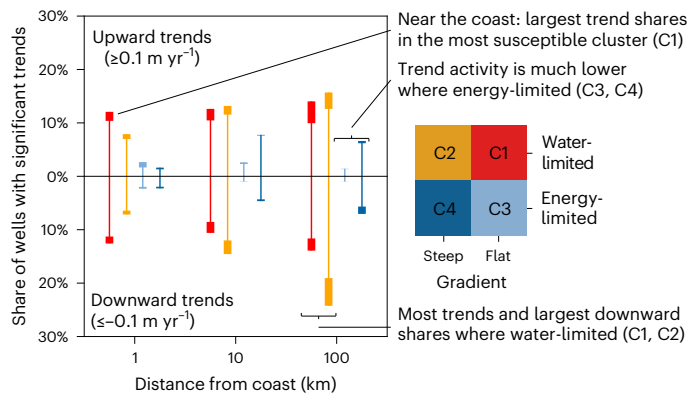 30%
20%
10%
0%
10%
20%
30%
Share of wells with significant trends
Upward trends
(≥0.1 m yr⁻¹)
Downward trends
(≤–0.1 m yr⁻¹)
1
10
100
Distance from coast (km)
Near the coast: largest trend shares
in the most susceptible cluster (C1)
Trend activity is much lower
where energy-limited (C3, C4)
C2
C1
Water-
limited
C4
C3
Energy-
limited
Steep
Flat
Gradient
Most trends and largest downward
shares where water-limited (C1, C2)